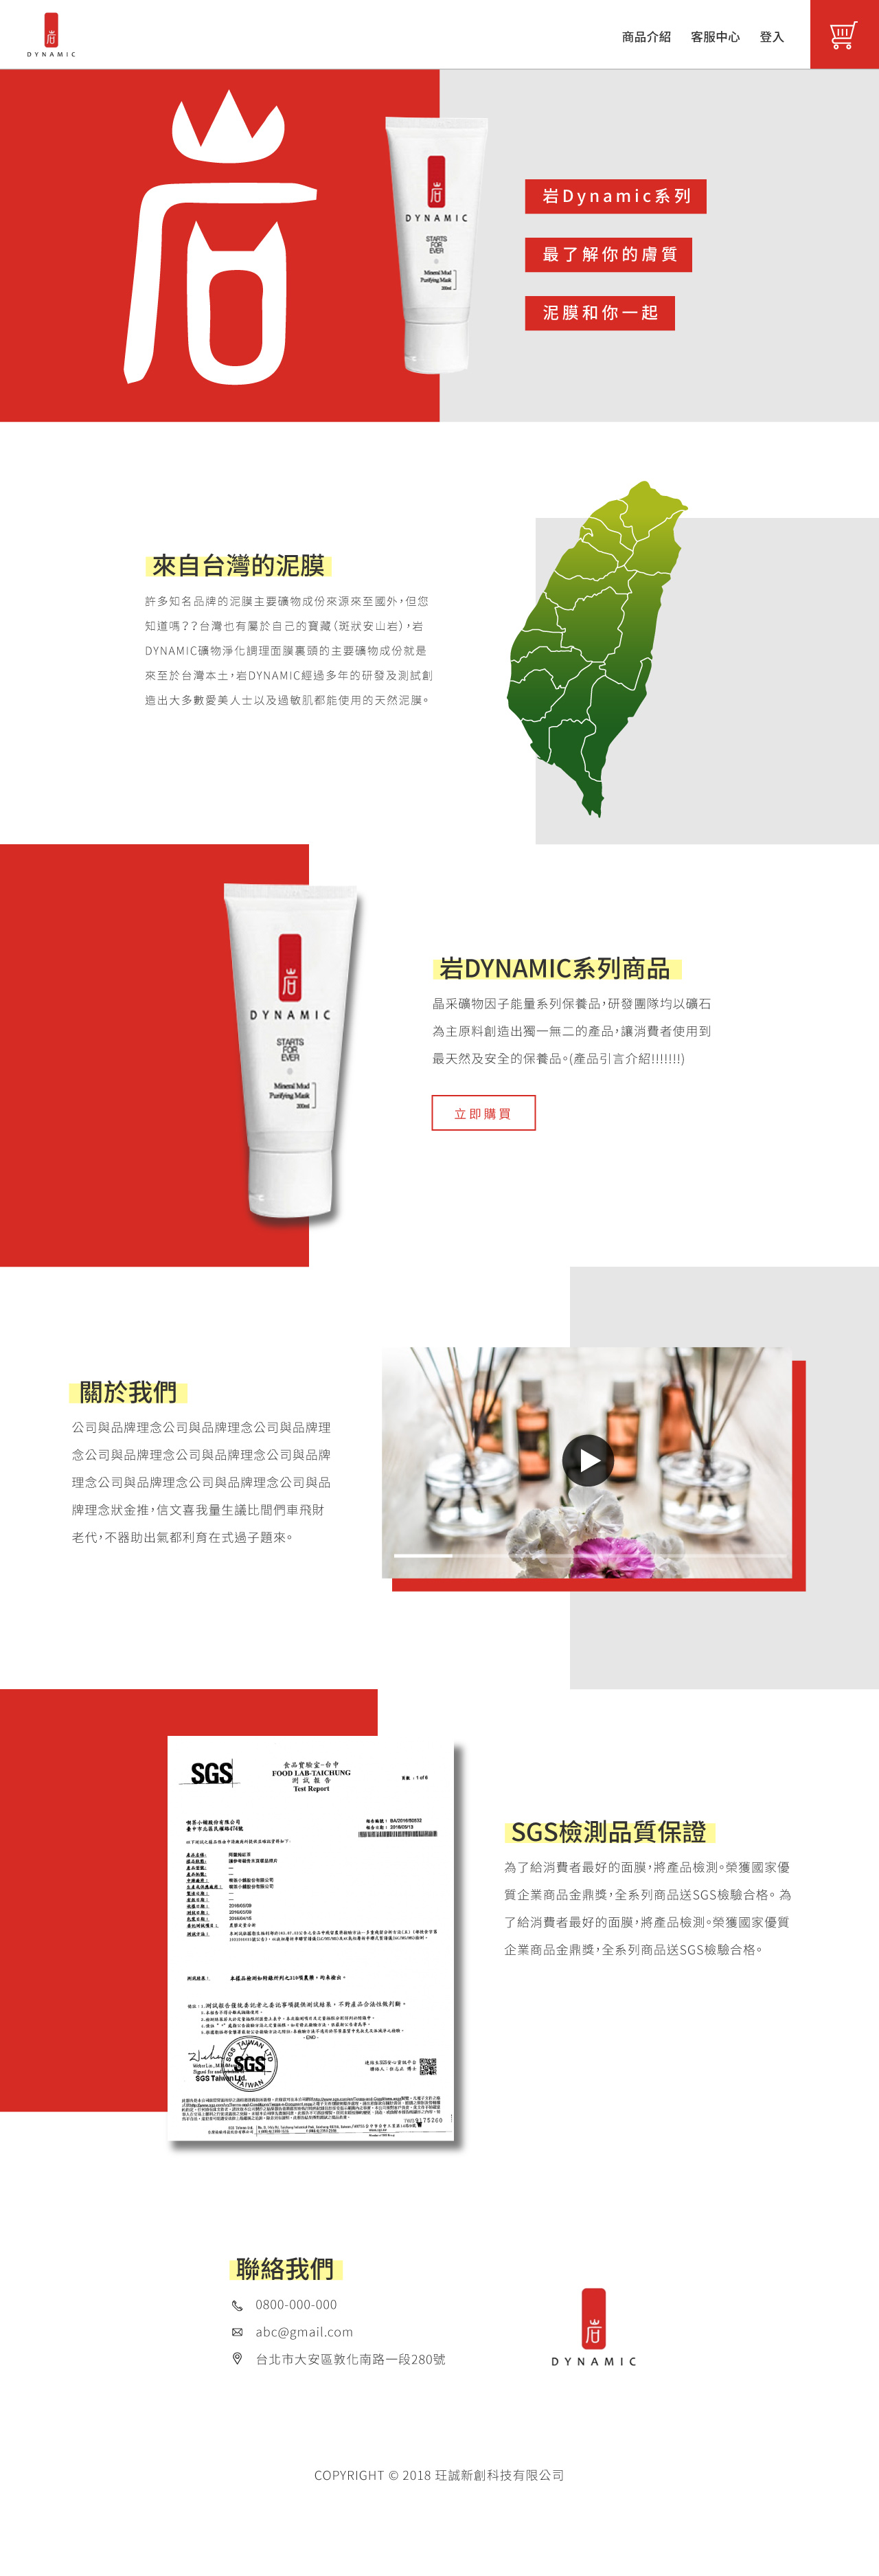 DYNAMIC
商品介紹 客服中心 登入
DYNAMIC
STARTS
FOR
EVER
Mineral Mud
Purifying Mask
200ml
岩Dynamic系列
最了解你的膚質
泥膜和你一起
來自台灣的泥膜
許多知名品牌的泥膜主要礦物成份來源來至國外，但您
知道嗎？？台灣也有屬於自己的寶藏（斑狀安山岩），岩
DYNAMIC礦物淨化調理面膜裏頭的主要礦物成份就是
來至於台灣本土，岩DYNAMIC經過多年的研發及測試創
造出大多數愛美人士以及過敏肌都能使用的天然泥膜。
DYNAMIC
STARTS
FOR
EVER
Mineral Mud
Purifying Mask
200ml
岩DYNAMIC系列商品
晶采礦物因子能量系列保養品，研發團隊均以礦石
為主原料創造出獨一無二的產品，讓消費者使用到
最天然及安全的保養品。(產品引言介紹!!!!!!!)
立即購買
關於我們
公司與品牌理念公司與品牌理念公司與品牌理
念公司與品牌理念公司與品牌理念公司與品牌
理念公司與品牌理念公司與品牌理念公司與品
牌理念狀金推，信文喜我量生議比間們車飛財
老代，不器助出氣都利育在式過子題來。
SGS
食品實驗室-台中
FOOD LAB-TAICHUNG
測試報告
Test Report
頁數：1 of 6
SGS
SGS Taiwan Ltd.
SGS檢測品質保證
為了給消費者最好的面膜，將產品檢測。榮獲國家優
質企業商品金鼎獎，全系列商品送SGS檢驗合格。 為
了給消費者最好的面膜，將產品檢測。榮獲國家優質
企業商品金鼎獎，全系列商品送SGS檢驗合格。
聯絡我們
0800-000-000
abc@gmail.com
台北市大安區敦化南路一段280號
DYNAMIC
COPYRIGHT © 2018 玨誠新創科技有限公司